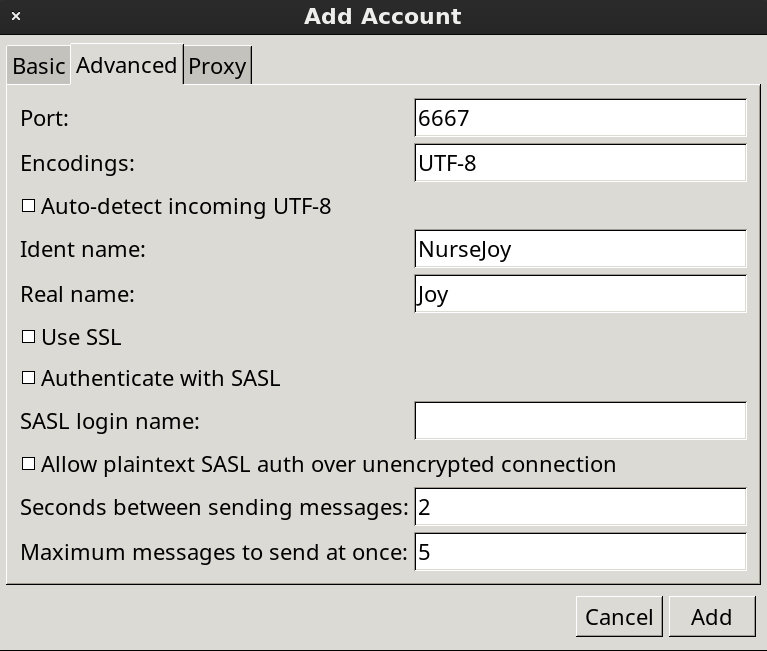 Add Account
Basic Advanced Proxy
Port: 6667
Encodings: UTF-8
Auto-detect incoming UTF-8
Ident name: NurseJoy
Real name: Joy
Use SSL
Authenticate with SASL
SASL login name:
Allow plaintext SASL auth over unencrypted connection
Seconds between sending messages: 2
Maximum messages to send at once: 5
Cancel Add